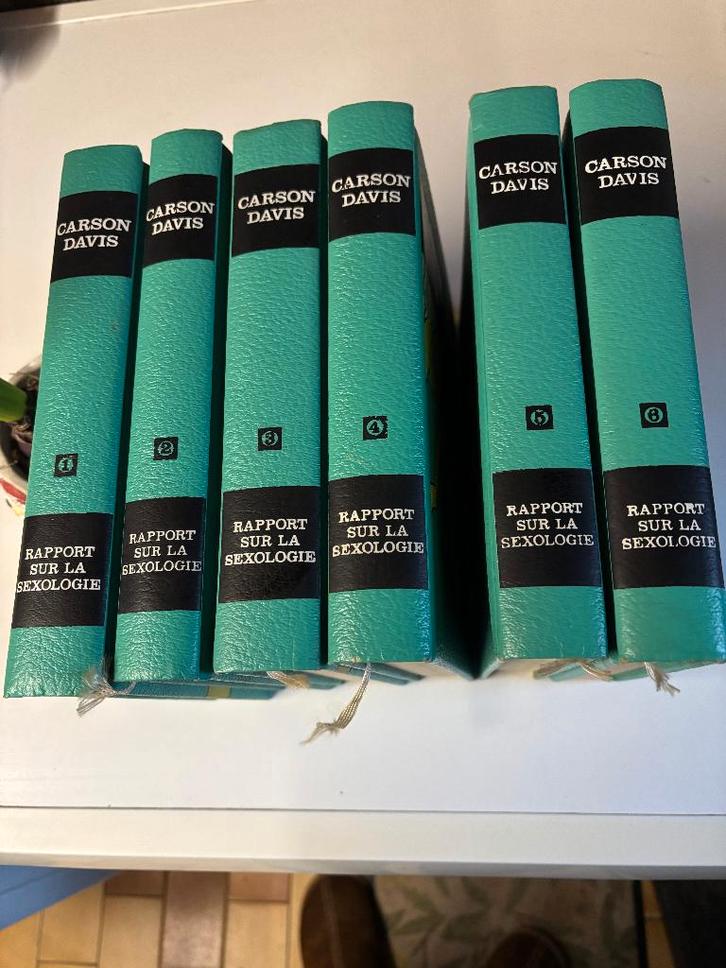 CARSON
DAVIS
1
RAPPORT
SUR LA
SEXOLOGIE
CARSON
DAVIS
2
RAPPORT
SUR LA
SEXOLOGIE
CARSON
DAVIS
3
RAPPORT
SUR LA
SEXOLOGIE
CARSON
DAVIS
4
RAPPORT
SUR LA
SEXOLOGIE
CARSON
DAVIS
5
RAPPORT
SUR LA
SEXOLOGIE
CARSON
DAVIS
6
RAPPORT
SUR LA
SEXOLOGIE